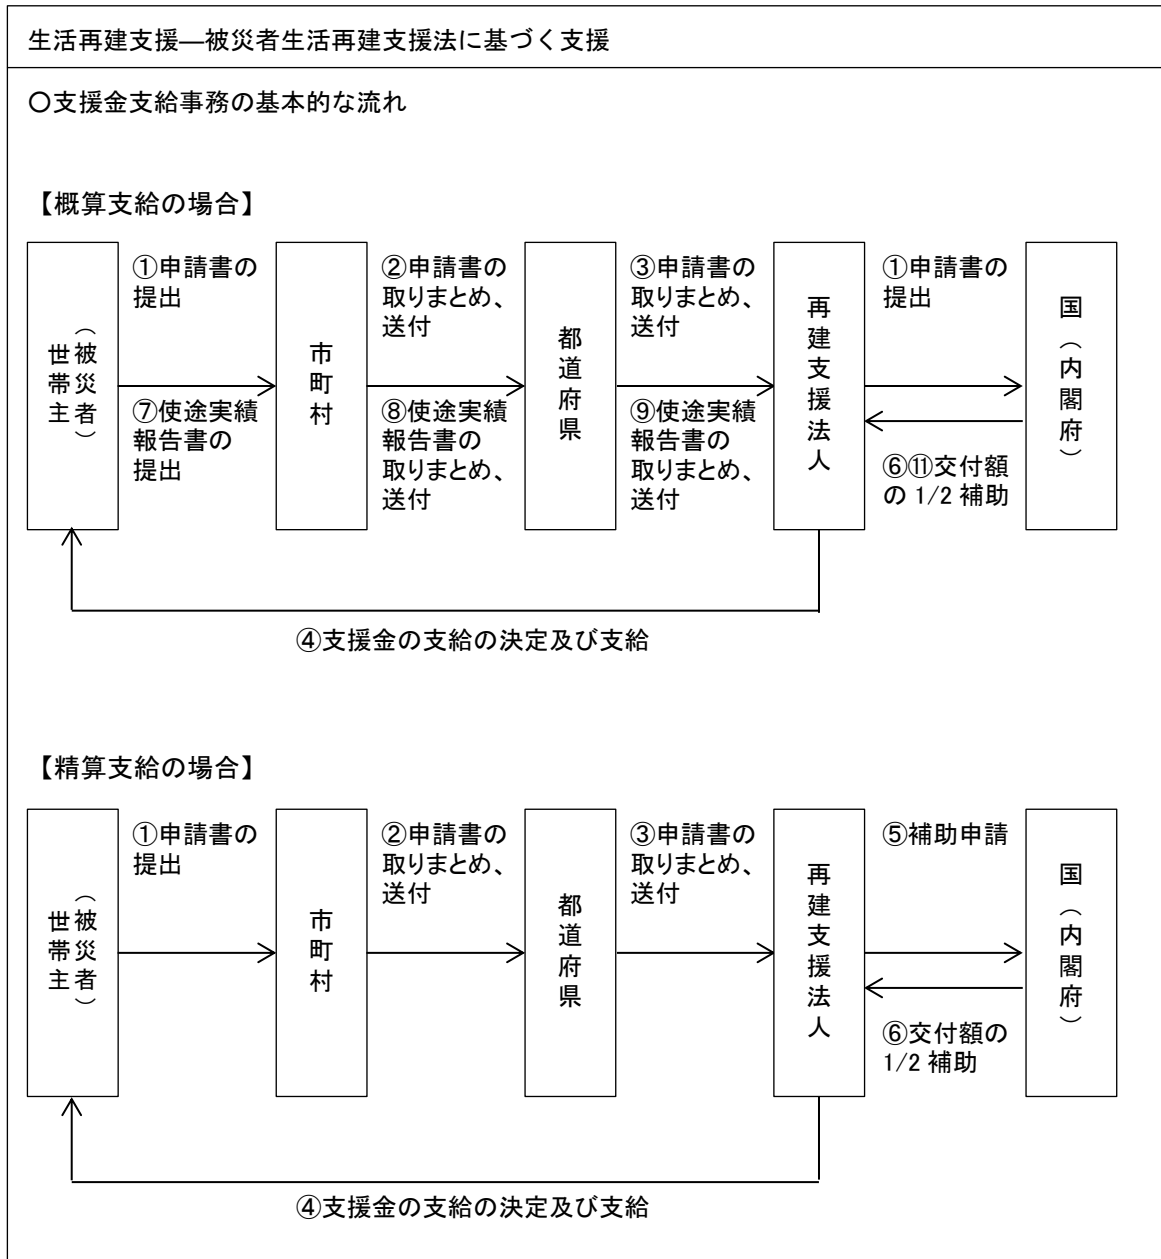 生活再建支援―被災者生活再建支援法に基づく支援
〇支援金支給事務の基本的な流れ
【概算支給の場合】
世帯主
（被災者）
①申請書の
提出
⑦使途実績
報告書の
提出
市町村
②申請書の
取りまとめ、
送付
⑧使途実績
報告書の
取りまとめ、
送付
都道府県
③申請書の
取りまとめ、
送付
⑨使途実績
報告書の
取りまとめ、
送付
再建支援法人
①申請書の
提出
⑥⑪交付額
の 1/2 補助
国（内閣府）
④支援金の支給の決定及び支給
【精算支給の場合】
世帯主
（被災者）
①申請書の
提出
市町村
②申請書の
取りまとめ、
送付
都道府県
③申請書の
取りまとめ、
送付
再建支援法人
⑤補助申請
⑥交付額の
1/2 補助
国（内閣府）
④支援金の支給の決定及び支給